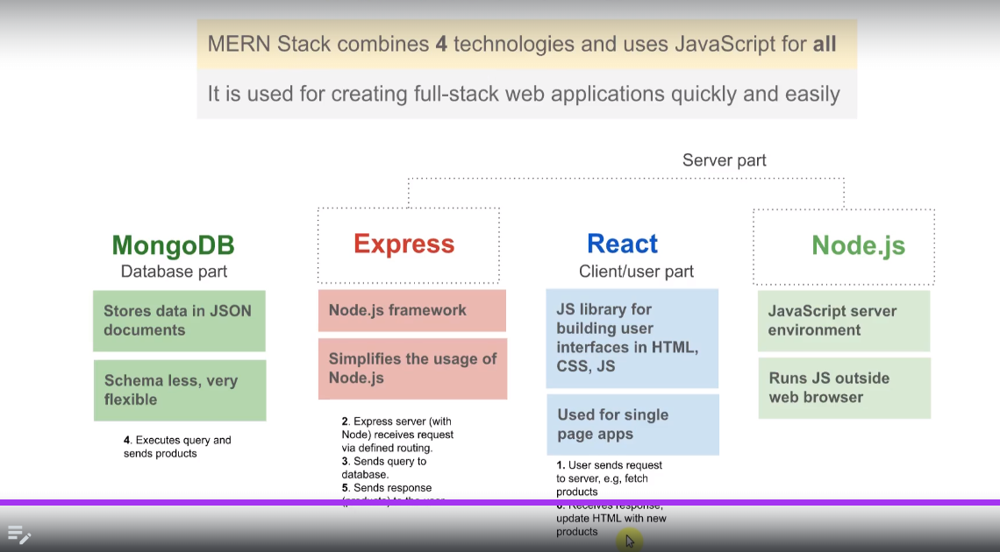 MERN Stack combines 4 technologies and uses JavaScript for all
It is used for creating full-stack web applications quickly and easily
Server part
MongoDB
Database part
Stores data in JSON
documents
Schema less, very
flexible
4. Executes query and
sends products
Express
Node.js framework
Simplifies the usage of
Node.js
2. Express server (with
Node) receives request
via defined routing.
3. Sends query to
database.
5. Sends response
React
Client/user part
JS library for
building user
interfaces in HTML,
CSS, JS
Used for single
page apps
1. User sends request
to server, e.g, fetch
products
Receives response,
update HTML with new
products
Node.js
JavaScript server
environment
Runs JS outside
web browser